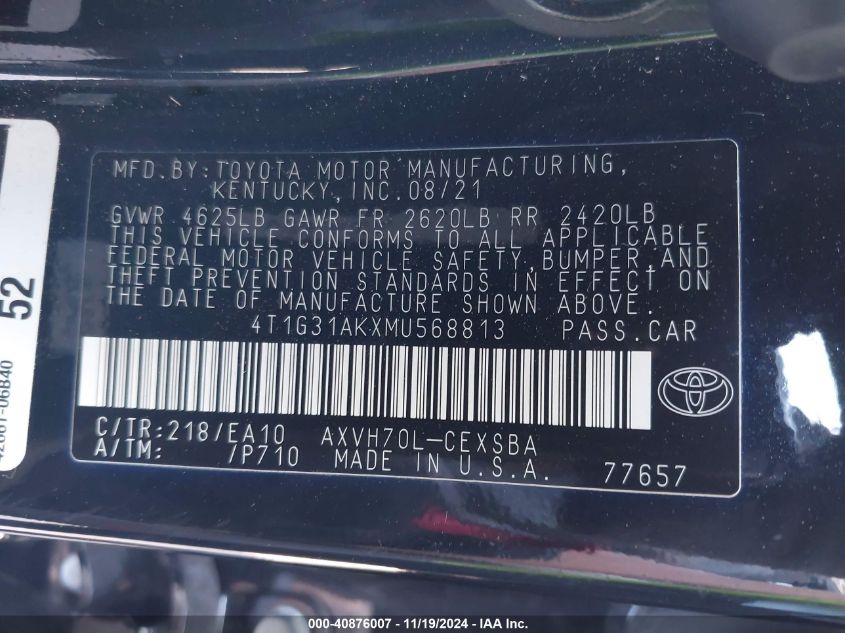 MFD.BY:TOYOTA MOTOR MANUFACTURING,
KENTUCKY,INC.08/21
GVWR 4625LB GAWR FR 2620LB RR 2420LB
THIS VEHICLE CONFORMS TO ALL APPLICABLE
FEDERAL MOTOR VEHICLE SAFETY,BUMPER,AND
THEFT PREVENTION STANDARDS IN EFFECT ON
THE DATE OF MANUFACTURE SHOWN ABOVE.
4T1G31AKXMU568813 PASS.CAR
C/TR:218/EA10 AXVH70L-CEXSBA
A/TM: /P710 MADE IN U.S.A. 77657
52
000-40876007 - 11/19/2024 - IAA Inc.